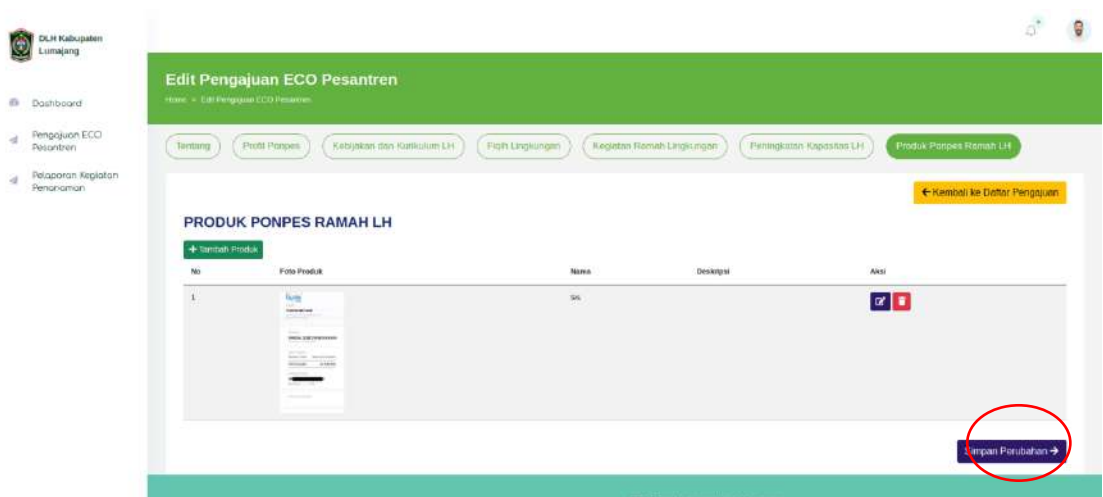 DLH Kabupaten
Lumajang
Dashboard
Pengajuan ECO
Pesantren
Pelaporan Kegiatan
Penanaman
Edit Pengajuan ECO Pesantren
Home > Edit Pengajuan ECO Pesantren
Tentang
Profil Ponpes
Kebijakan dan Kurikulum LH
Fiqih Lingkungan
Kegiatan Ramah Lingkungan
Peningkatan Kapasitas LH
Produk Ponpes Ramah LH
← Kembali ke Daftar Pengajuan
PRODUK PONPES RAMAH LH
+ Tambah Produk
No Foto Produk Nama Deskripsi Aksi
1
Simpan Perubahan →